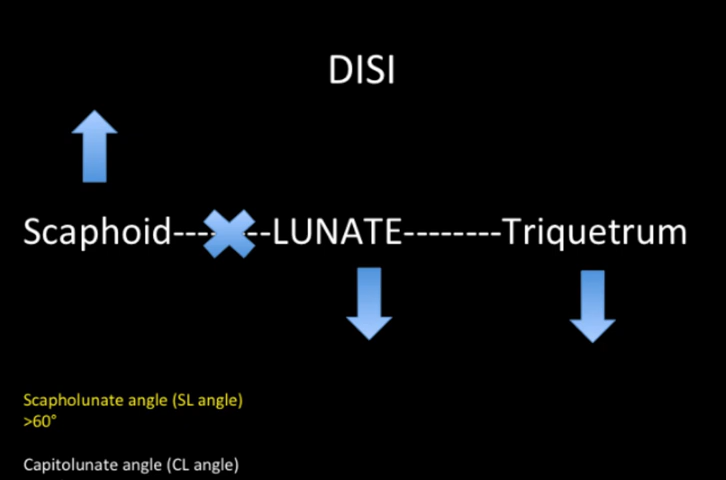 DISI
Scaphoid-------LUNATE--------Triquetrum
Scapholunate angle (SL angle)
>60°
Capitolunate angle (CL angle)